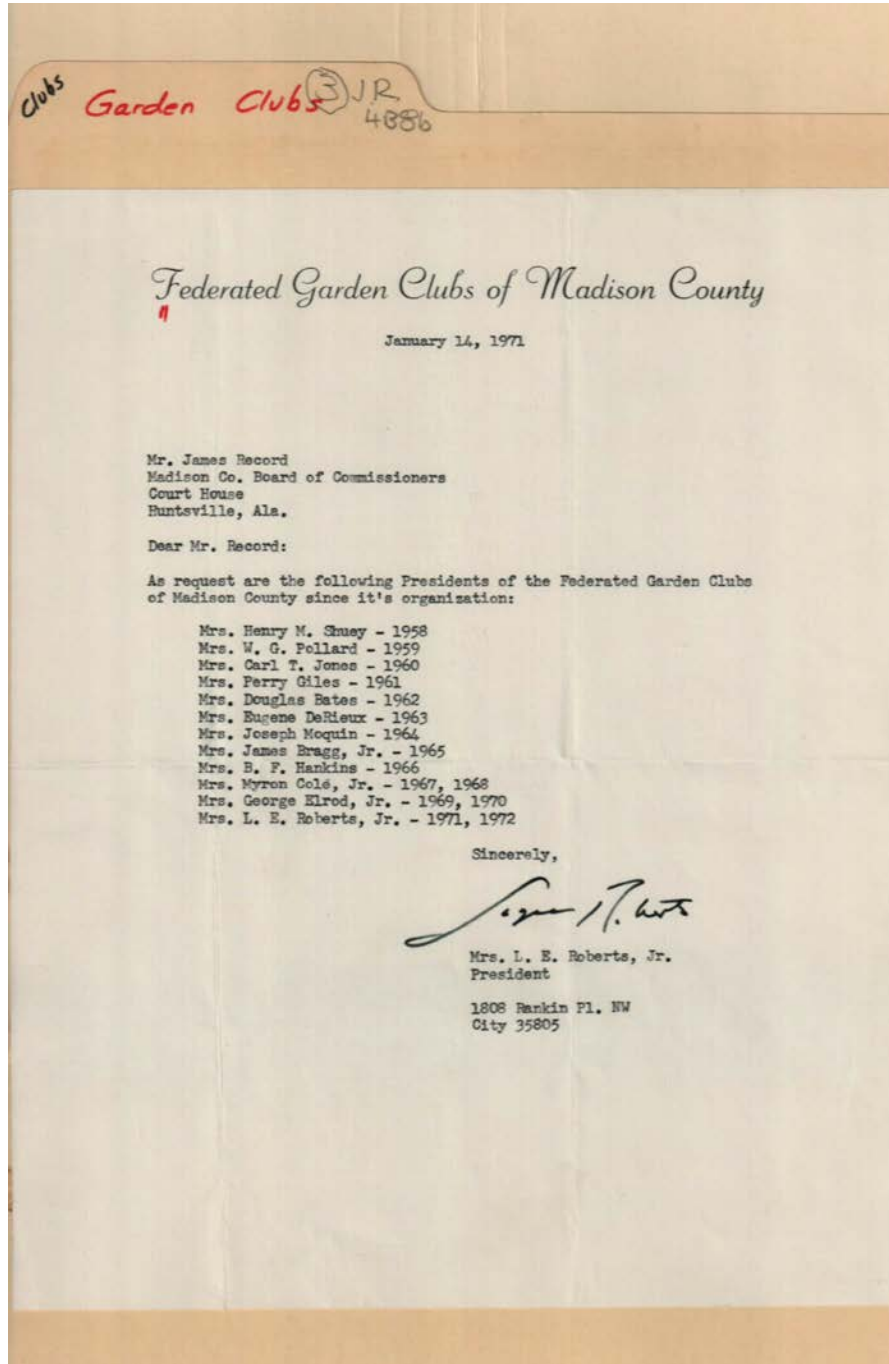 Clubs
Garden Clubs 3 J.R.
Federated Garden Clubs of Madison County
January 14, 1971
Mr. James Record
Madison Co. Board of Commissioners
Court House
Huntsville, Ala.
Dear Mr. Record:
As request are the following Presidents of the Federated Garden Clubs
of Madison County since it's organization:
Mrs. Henry M. Shuey - 1958
Mrs. W. G. Pollard - 1959
Mrs. Carl T. Jones - 1960
Mrs. Perry Giles - 1961
Mrs. Douglas Bates - 1962
Mrs. Eugene DeRieux - 1963
Mrs. Joseph Moquin - 1964
Mrs. James Bragg, Jr. - 1965
Mrs. B. F. Hankins - 1966
Mrs. Myron Cole, Jr. - 1967, 1968
Mrs. George Elrod, Jr. - 1969, 1970
Mrs. L. E. Roberts, Jr. - 1971, 1972
Sincerely,
Mrs. L. E. Roberts, Jr.
President
1808 Rankin Pl. NW
City 35805